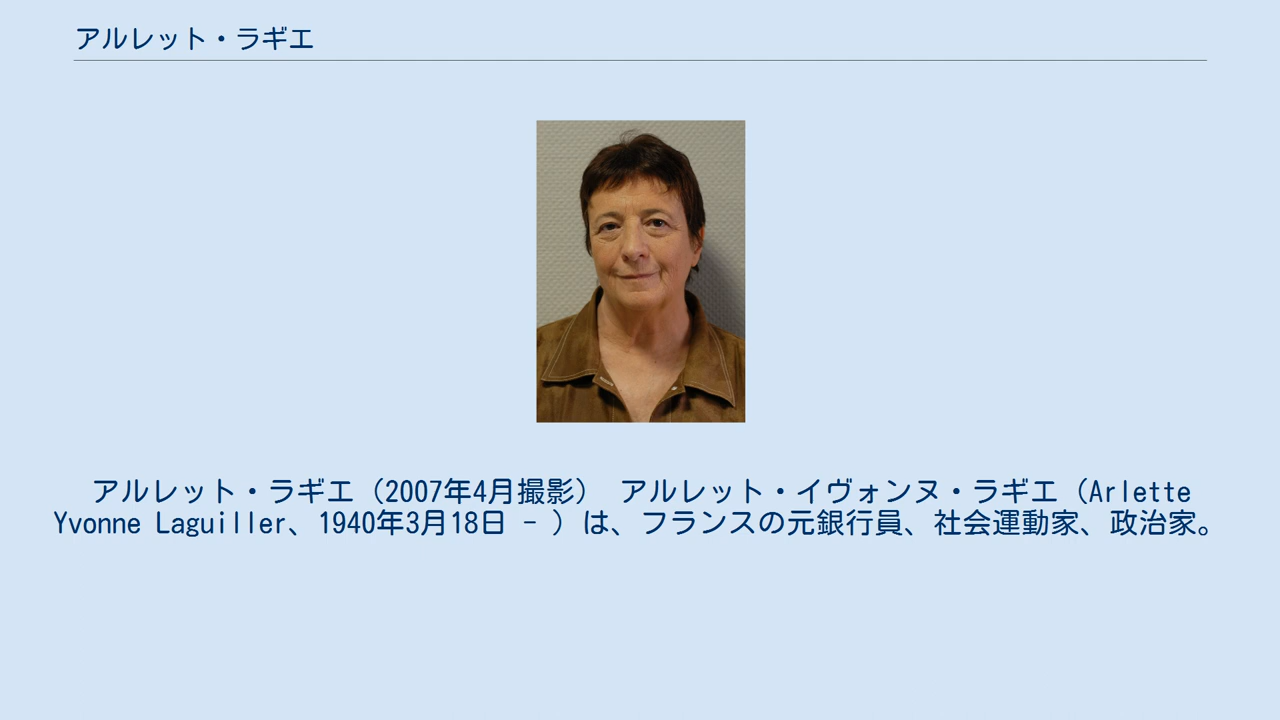 アルレット・ラギエ
アルレット・ラギエ（2007年4月撮影） アルレット・イヴォンヌ・ラギエ（Arlette
Yvonne Laguiller、1940年3月18日 - ）は、フランスの元銀行員、社会運動家、政治家。